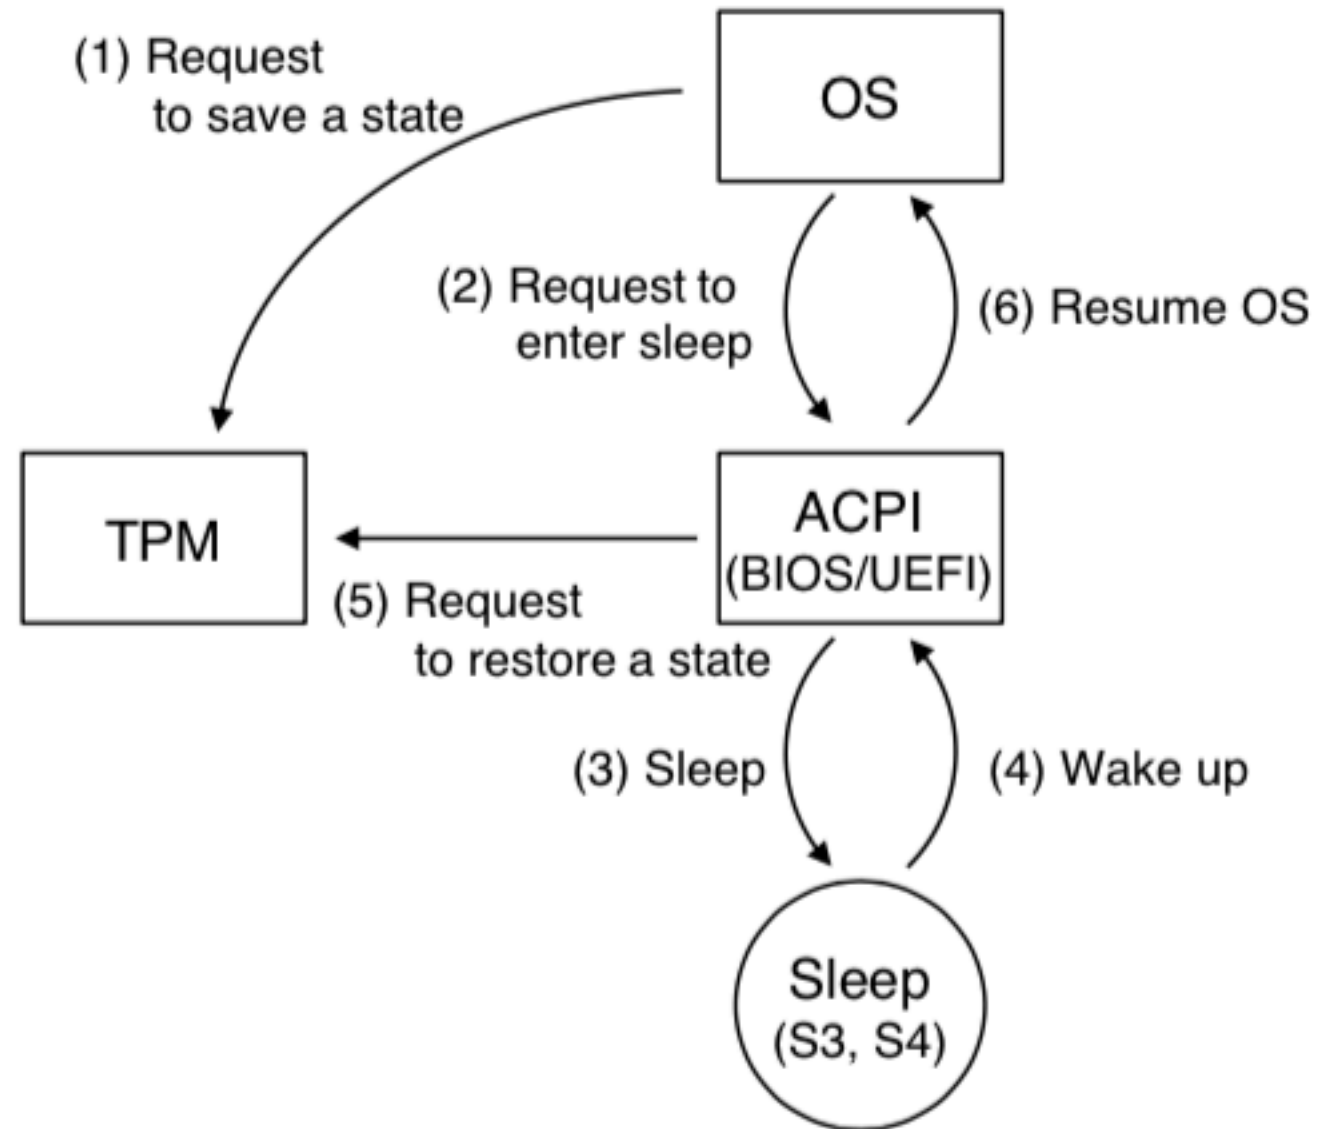 (1) Request
to save a state
OS
(2) Request to
enter sleep
(6) Resume OS
TPM
ACPI
(BIOS/UEFI)
(5) Request
to restore a state
(3) Sleep
(4) Wake up
Sleep
(S3, S4)